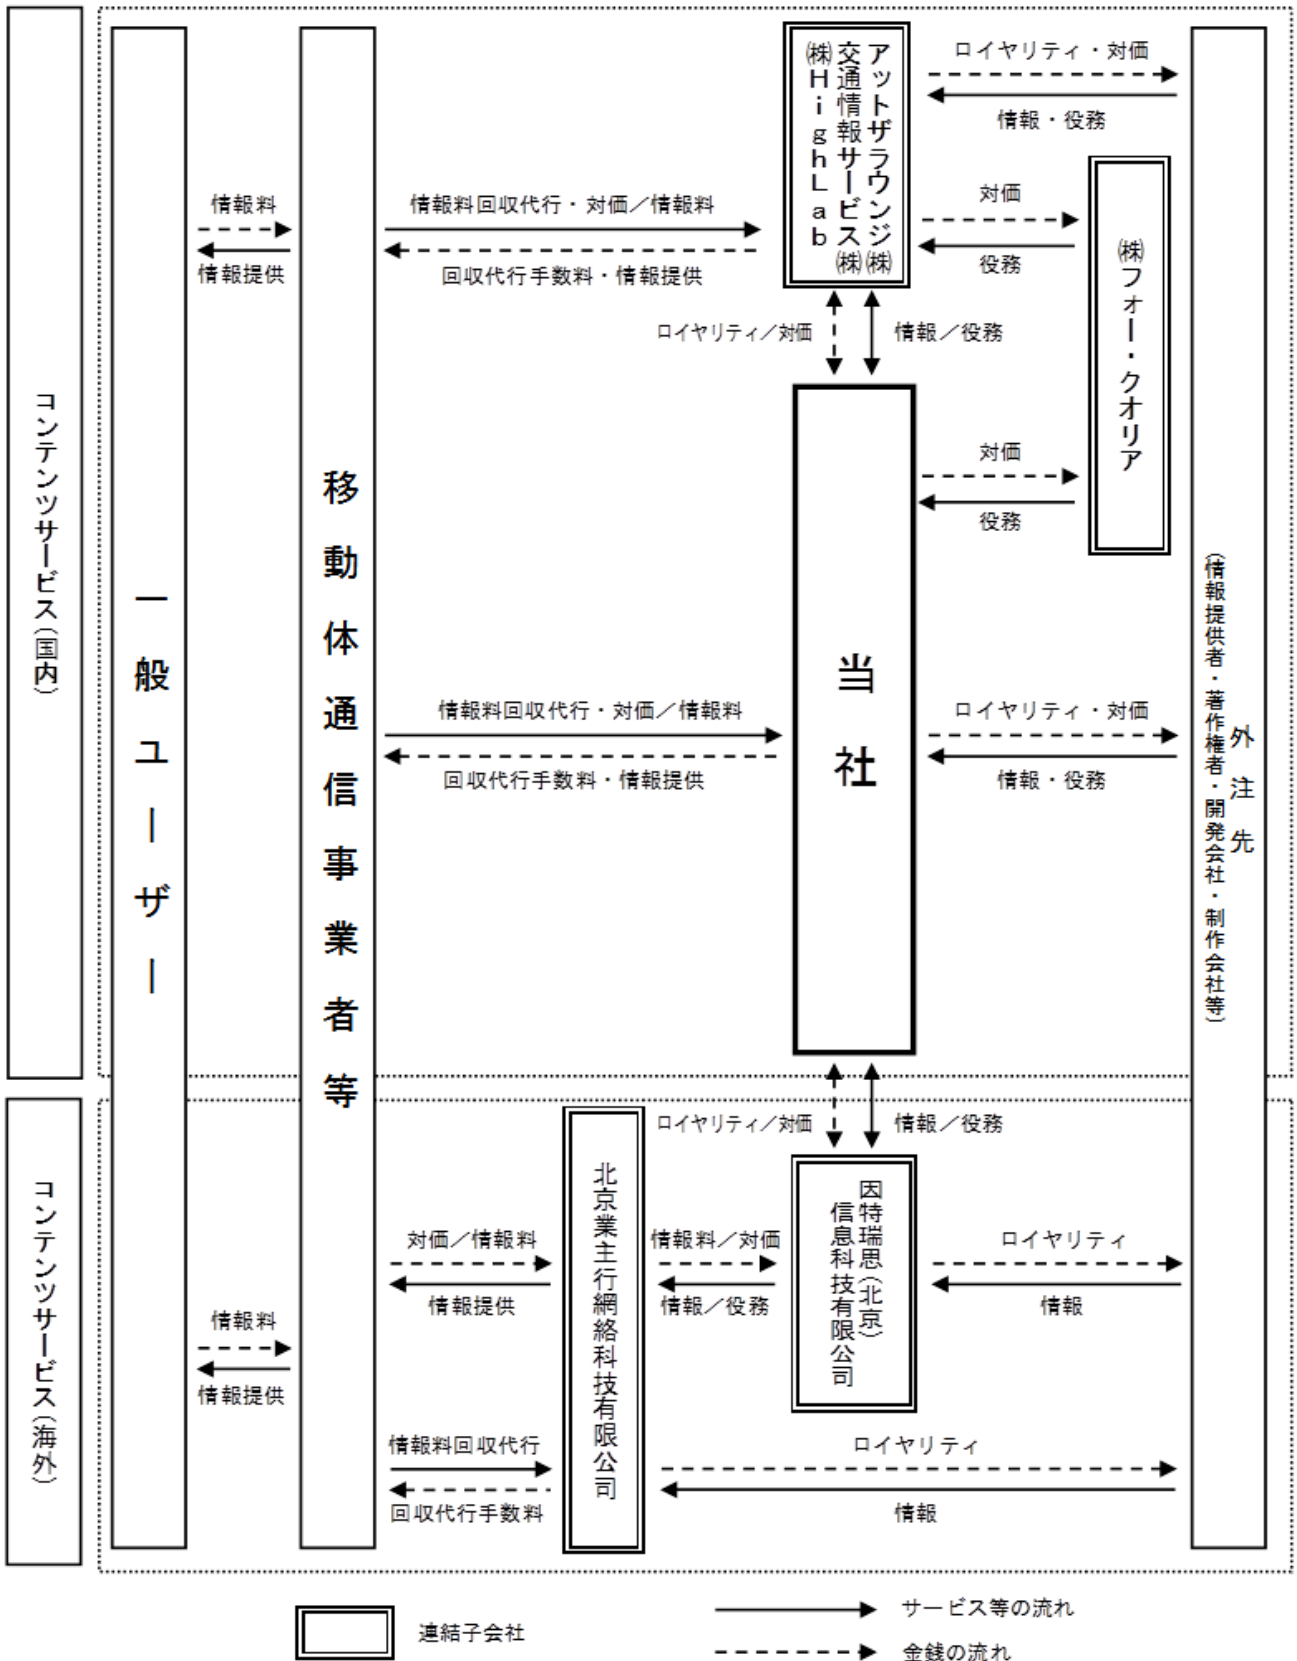 コンテンツサービス（国内）
一般ユーザー
移動体通信事業者等
情報料
情報提供
情報料回収代行・対価／情報料
回収代行手数料・情報提供
アットザラウンジ㈱
交通情報サービス㈱
㈱ＨｉｇｈＬａｂ
ロイヤリティ・対価
情報・役務
対価
役務
㈱フォー・クオリア
ロイヤリティ／対価
情報／役務
対価
役務
当社
情報料回収代行・対価／情報料
回収代行手数料・情報提供
ロイヤリティ・対価
情報・役務
外注先
（情報提供者・著作権者・開発会社・制作会社等）
コンテンツサービス（海外）
ロイヤリティ／対価
情報／役務
情報料
情報提供
対価／情報料
情報提供
北京業主行網絡科技有限公司
情報料／対価
情報／役務
因特瑞思（北京）
信息科技有限公司
ロイヤリティ
情報
情報料回収代行
回収代行手数料
ロイヤリティ
情報
連結子会社
サービス等の流れ
金銭の流れ